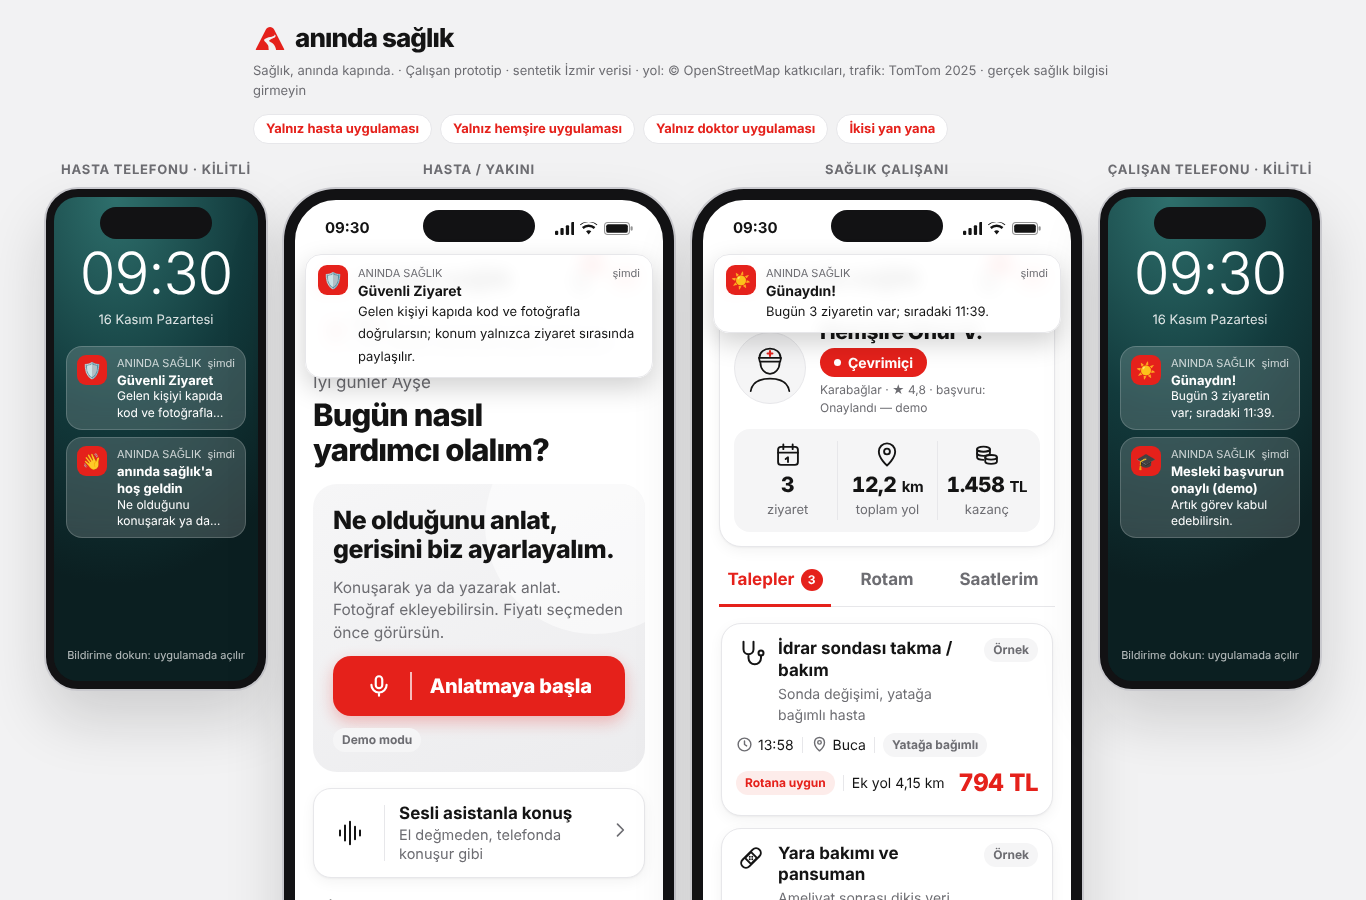 anında sağlık
Sağlık, anında kapında. · Çalışan prototip · sentetik İzmir verisi · yol: © OpenStreetMap katkıcıları, trafik: TomTom 2025 · gerçek sağlık bilgisi
girmeyin
Yalnız hasta uygulaması
Yalnız hemşire uygulaması
Yalnız doktor uygulaması
İkisi yan yana
HASTA TELEFONU · KİLİTLİ
09:30
16 Kasım Pazartesi
ANINDA SAĞLIK şimdi
Güvenli Ziyaret
Gelen kişiyi kapıda
kod ve fotoğrafla...
ANINDA SAĞLIK şimdi
anında sağlık'a
hoş geldin
Ne olduğunu
konuşarak ya da...
Bildirime dokun: uygulamada açılır
HASTA / YAKINI
09:30
ANINDA SAĞLIK şimdi
Güvenli Ziyaret
Gelen kişiyi kapıda kod ve fotoğrafla
doğrularsın; konum yalnızca ziyaret sırasında
paylaşılır.
İyi günler Ayşe
Bugün nasıl
yardımcı olalım?
Ne olduğunu anlat,
gerisini biz ayarlayalım.
Konuşarak ya da yazarak anlat.
Fotoğraf ekleyebilirsin. Fiyatı seçmeden
önce görürsün.
Anlatmaya başla
Demo modu
Sesli asistanla konuş
El değmeden, telefonda
konuşur gibi
SAĞLIK ÇALIŞANI
09:30
ANINDA SAĞLIK şimdi
Günaydın!
Bugün 3 ziyaretin var; sıradaki 11:39.
Hemşire Onur V.
Çevrimiçi
Karabağlar · ★ 4,8 · başvuru:
Onaylandı — demo
3
ziyaret
12,2 km
toplam yol
1.458 TL
kazanç
Talepler 3
Rotam
Saatlerim
İdrar sondası takma /
bakım
Örnek
Sonda değişimi, yatağa
bağımlı hasta
13:58
Buca
Yatağa bağımlı
Rotana uygun
Ek yol 4,15 km
794 TL
Yara bakımı ve
pansuman
Örnek
Ameliyat sonrası dikiş yeri
ÇALIŞAN TELEFONU · KİLİTLİ
09:30
16 Kasım Pazartesi
ANINDA SAĞLIK şimdi
Günaydın!
Bugün 3 ziyaretin
var; sıradaki 11:39.
ANINDA SAĞLIK şimdi
Mesleki başvurun
onaylı (demo)
Artık görev kabul
edebilirsin.
Bildirime dokun: uygulamada açılır